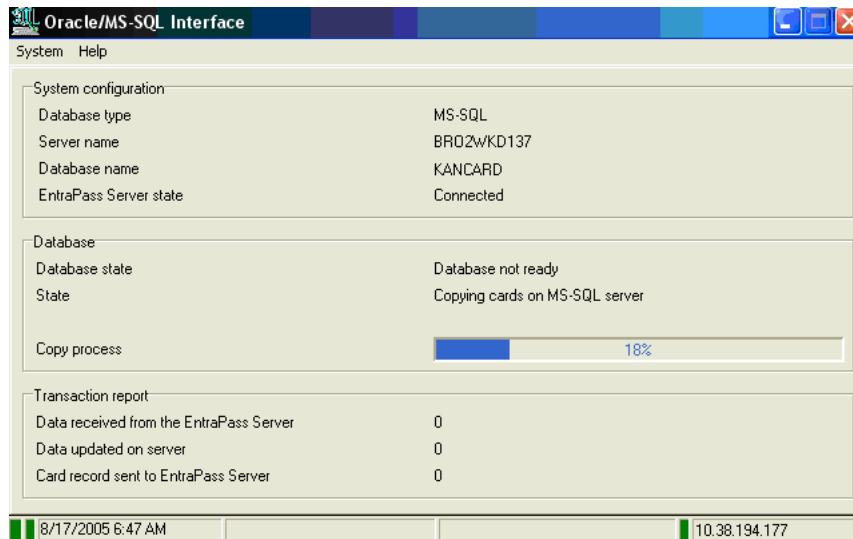 Oracle/MS-SQL Interface
System Help
System configuration
Database type MS-SQL
Server name BRO2WKD137
Database name KANCARD
EntraPass Server state Connected
Database
Database state Database not ready
State Copying cards on MS-SQL server
Copy process 18%
Transaction report
Data received from the EntraPass Server 0
Data updated on server 0
Card record sent to EntraPass Server 0
8/17/2005 6:47 AM 10.38.194.177